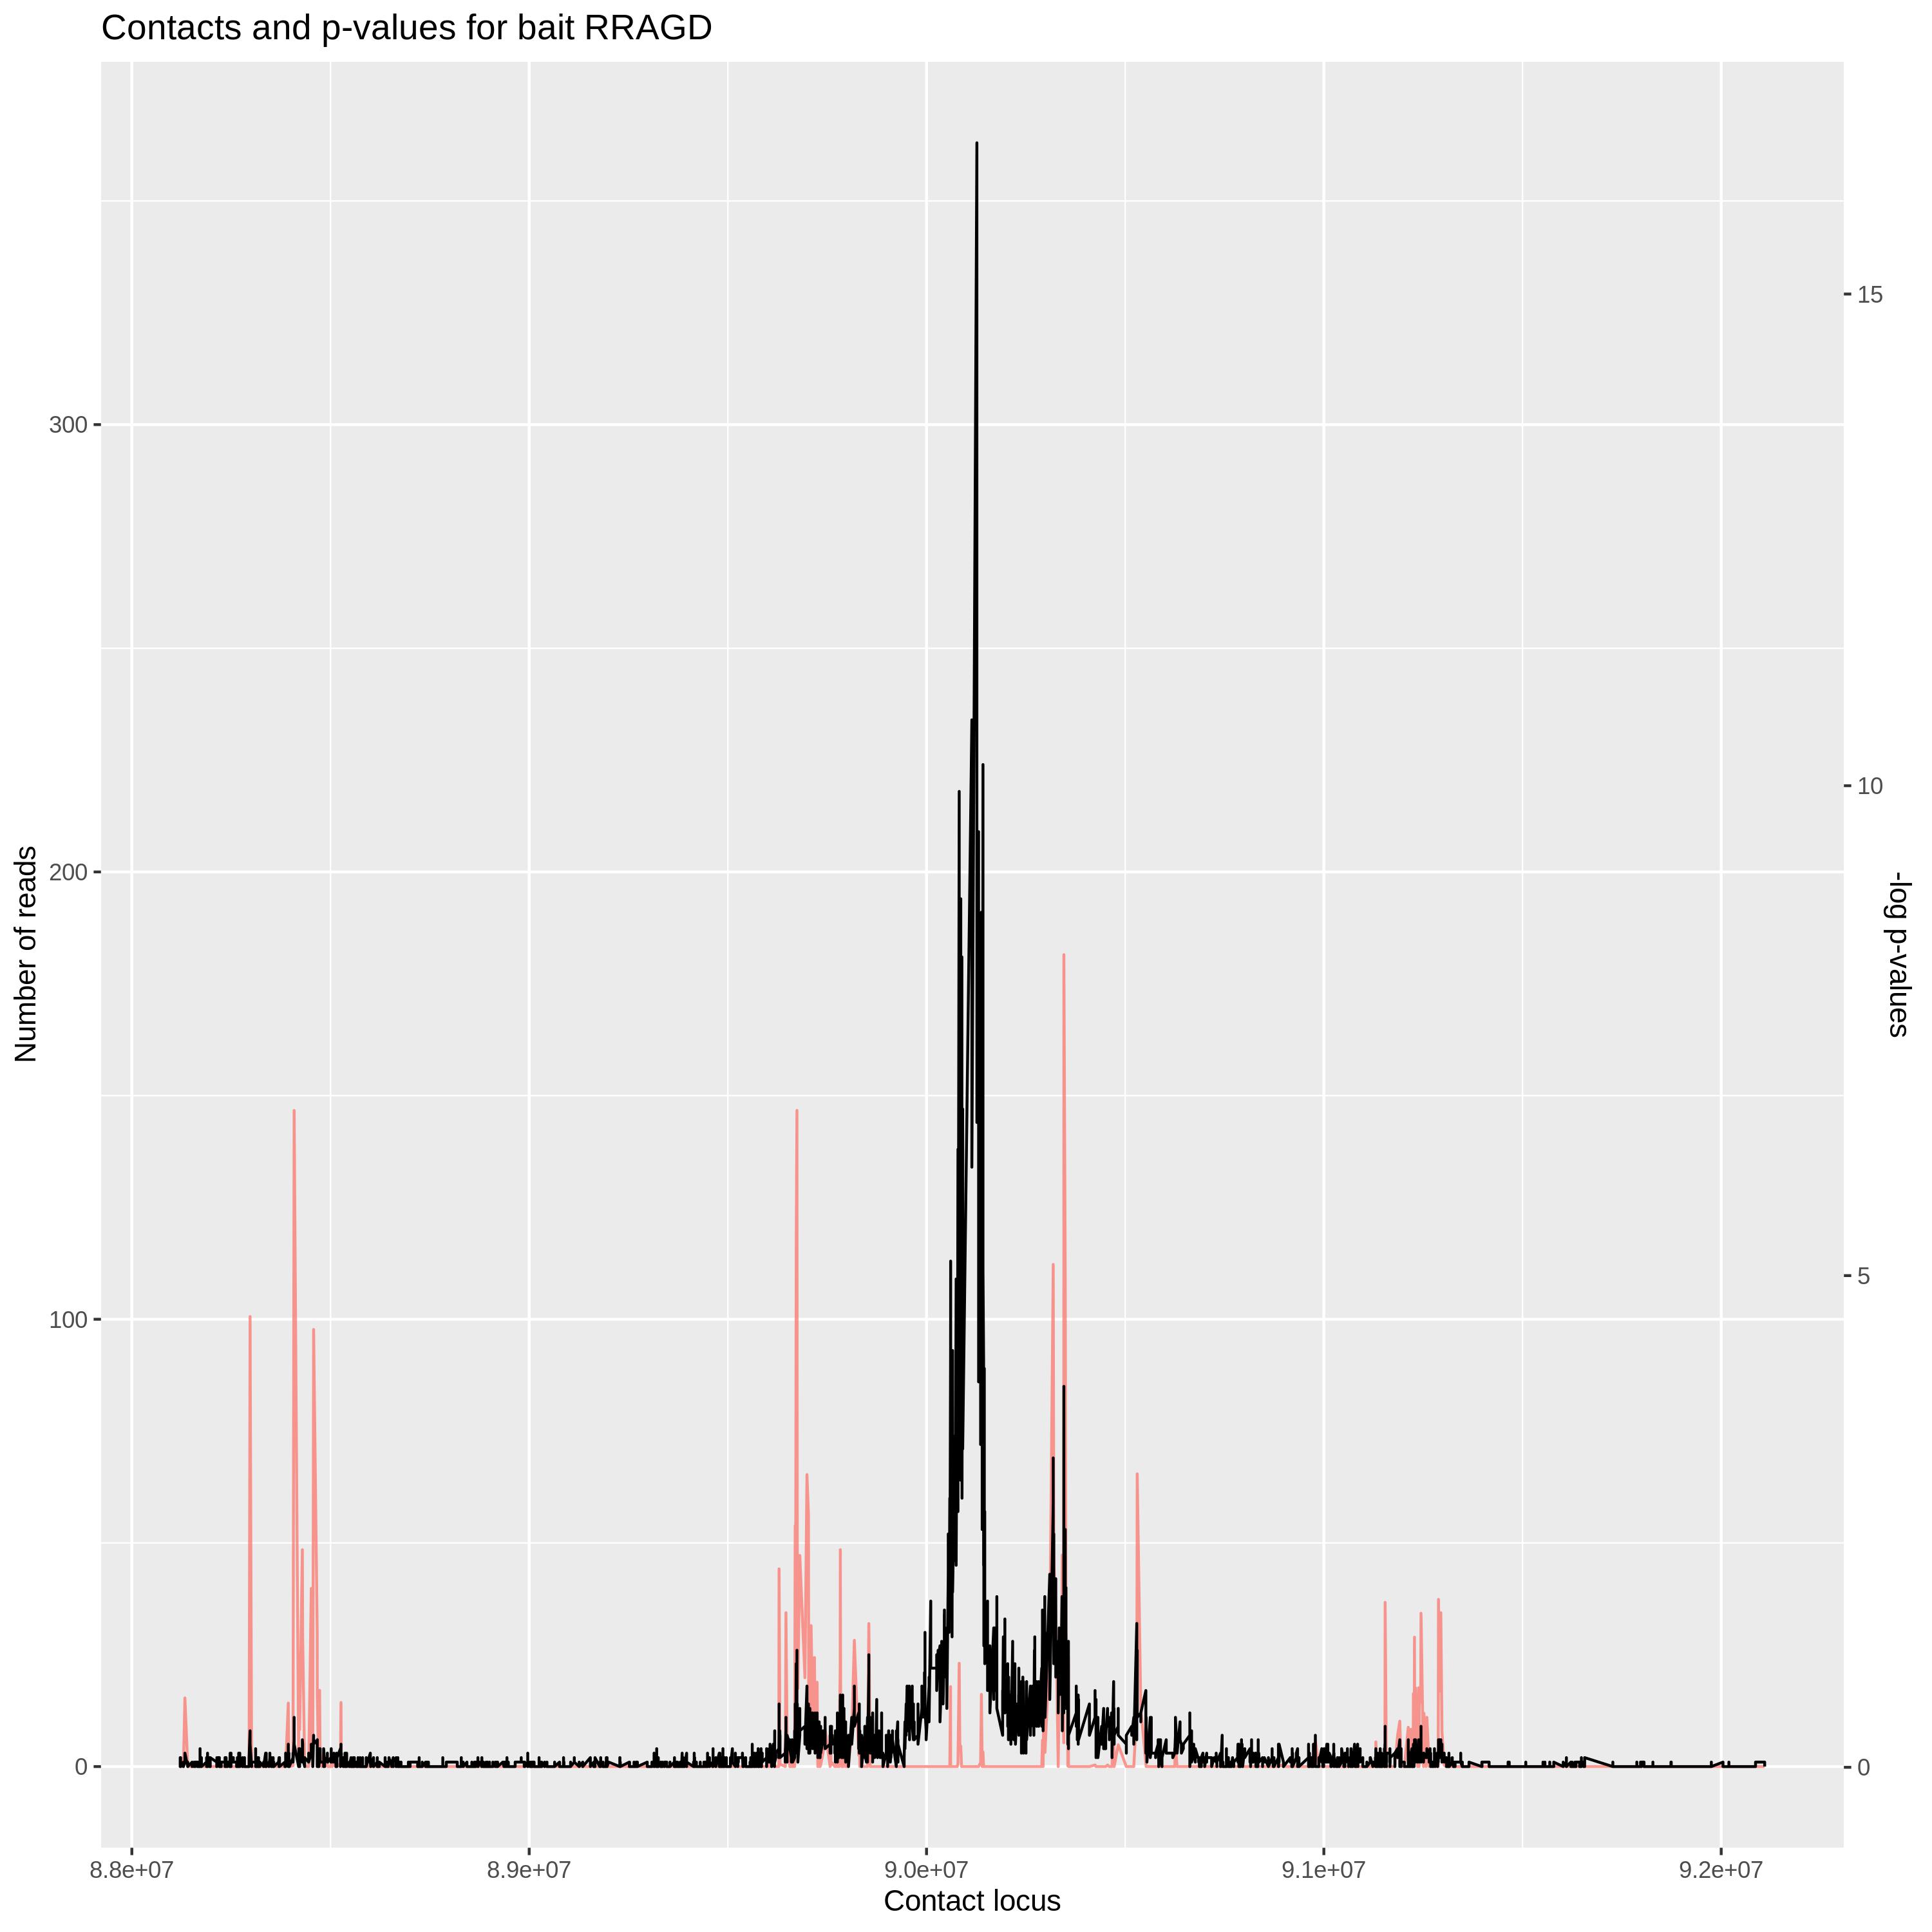 Contacts and p-values for bait RRAGD
300
200
100
0
15
10
5
0
Number of reads
-log p-values
8.8e+07 8.9e+07 9.0e+07 9.1e+07 9.2e+07
Contact locus